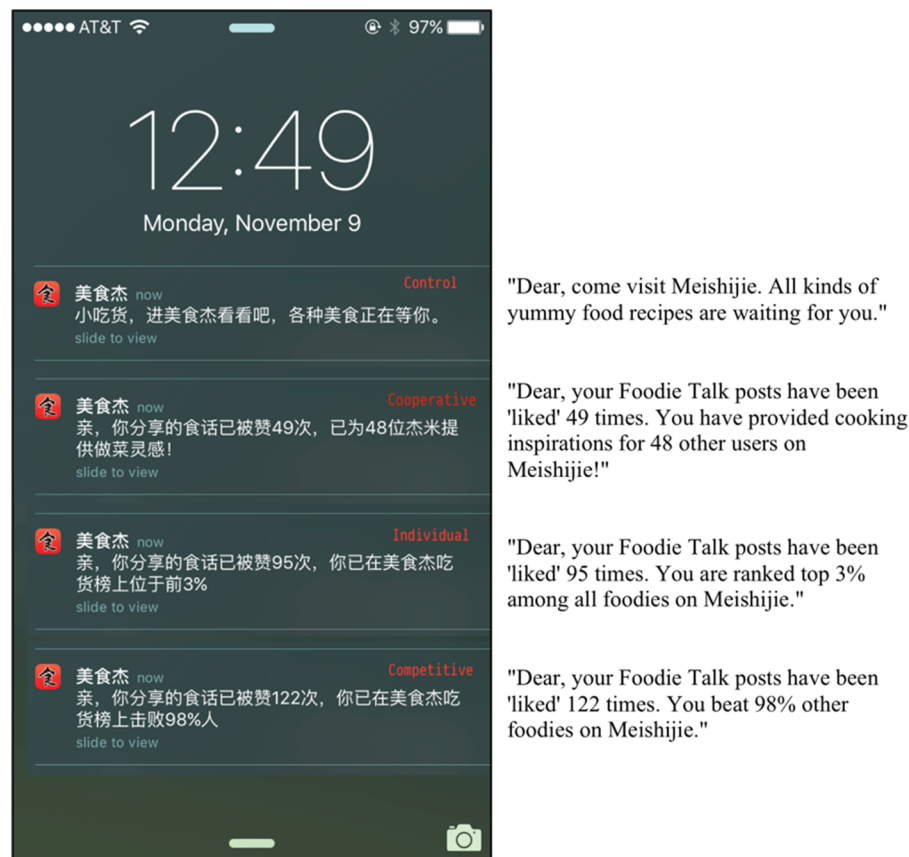 AT&T 97%
12:49
Monday, November 9
Control
美食杰 now
小吃货，进美食杰看看吧，各种美食正在等你。
slide to view
"Dear, come visit Meishijie. All kinds of
yummy food recipes are waiting for you."
Cooperative
美食杰 now
亲，你分享的食话已被赞49次，已为48位杰米提
供做菜灵感！
slide to view
"Dear, your Foodie Talk posts have been
'liked' 49 times. You have provided cooking
inspirations for 48 other users on
Meishijie!"
Individual
美食杰 now
亲，你分享的食话已被赞95次，你已在美食杰吃
货榜上位于前3%
slide to view
"Dear, your Foodie Talk posts have been
'liked' 95 times. You are ranked top 3%
among all foodies on Meishijie."
Competitive
美食杰 now
亲，你分享的食话已被赞122次，你已在美食杰吃
货榜上击败98%人
slide to view
"Dear, your Foodie Talk posts have been
'liked' 122 times. You beat 98% other
foodies on Meishijie."
食
食
食
食